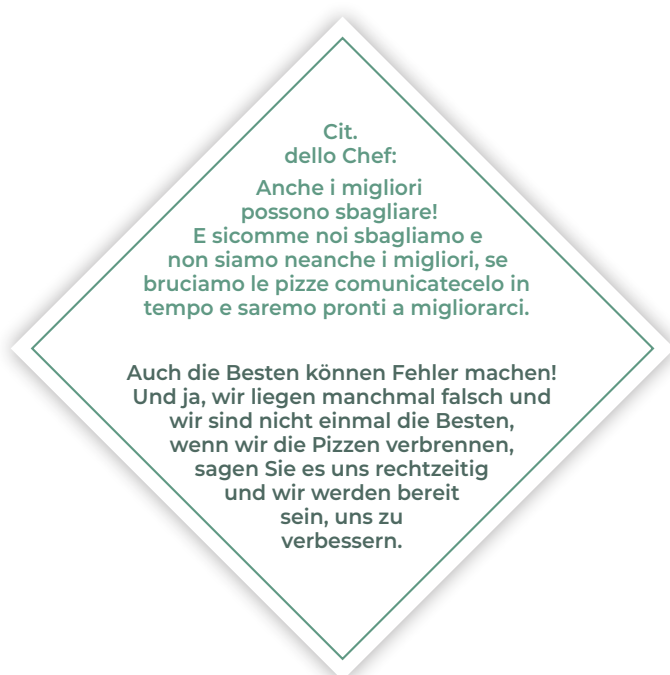 Cit.
dello Chef:
Anche i migliori
possono sbagliare!
E sicomme noi sbagliamo e
non siamo neanche i migliori, se
bruciamo le pizze comunicatecelo in
tempo e saremo pronti a migliorarci.
Auch die Besten können Fehler machen!
Und ja, wir liegen manchmal falsch und
wir sind nicht einmal die Besten,
wenn wir die Pizzen verbrennen,
sagen Sie es uns rechtzeitig
und wir werden bereit
sein, uns zu
verbessern.